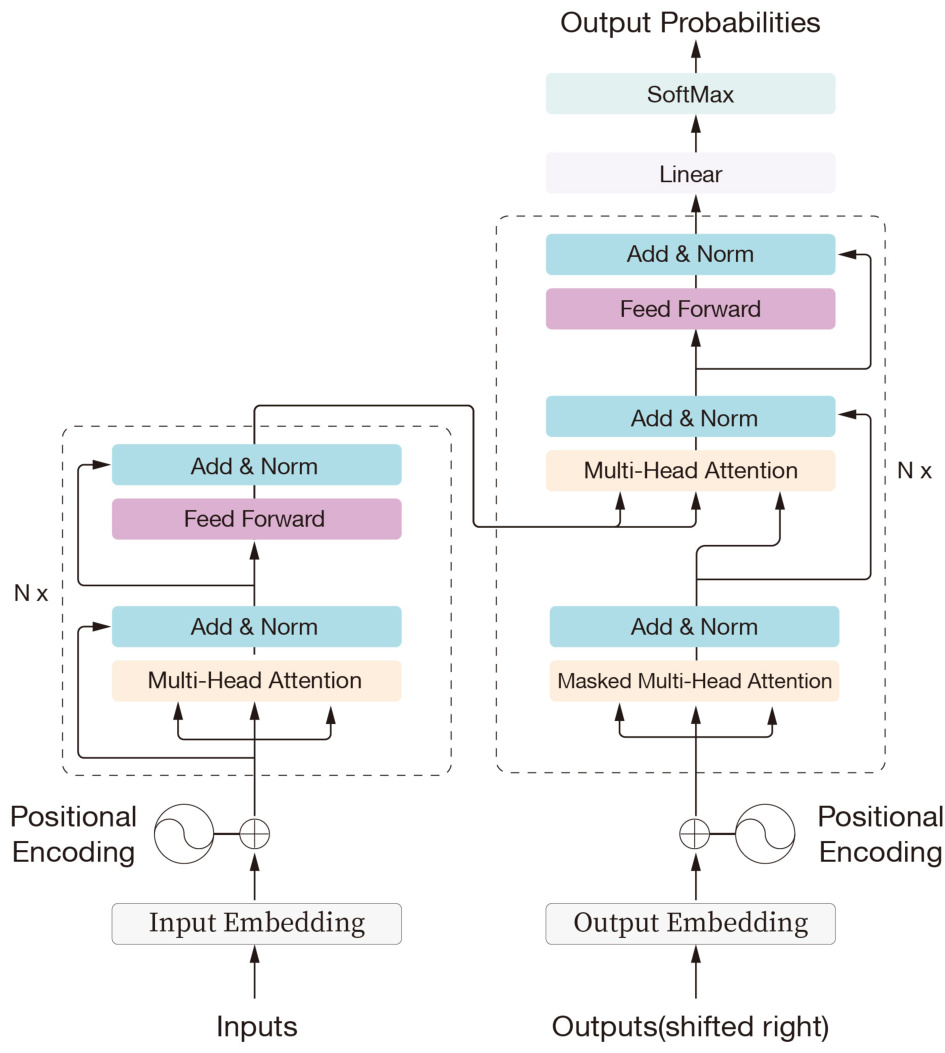 Output Probabilities
SoftMax
Linear
Add & Norm
Feed Forward
Add & Norm
Multi-Head Attention
N x
Add & Norm
Masked Multi-Head Attention
Add & Norm
Feed Forward
N x
Add & Norm
Multi-Head Attention
Positional
Encoding
Positional
Encoding
Input Embedding
Output Embedding
Inputs
Outputs(shifted right)